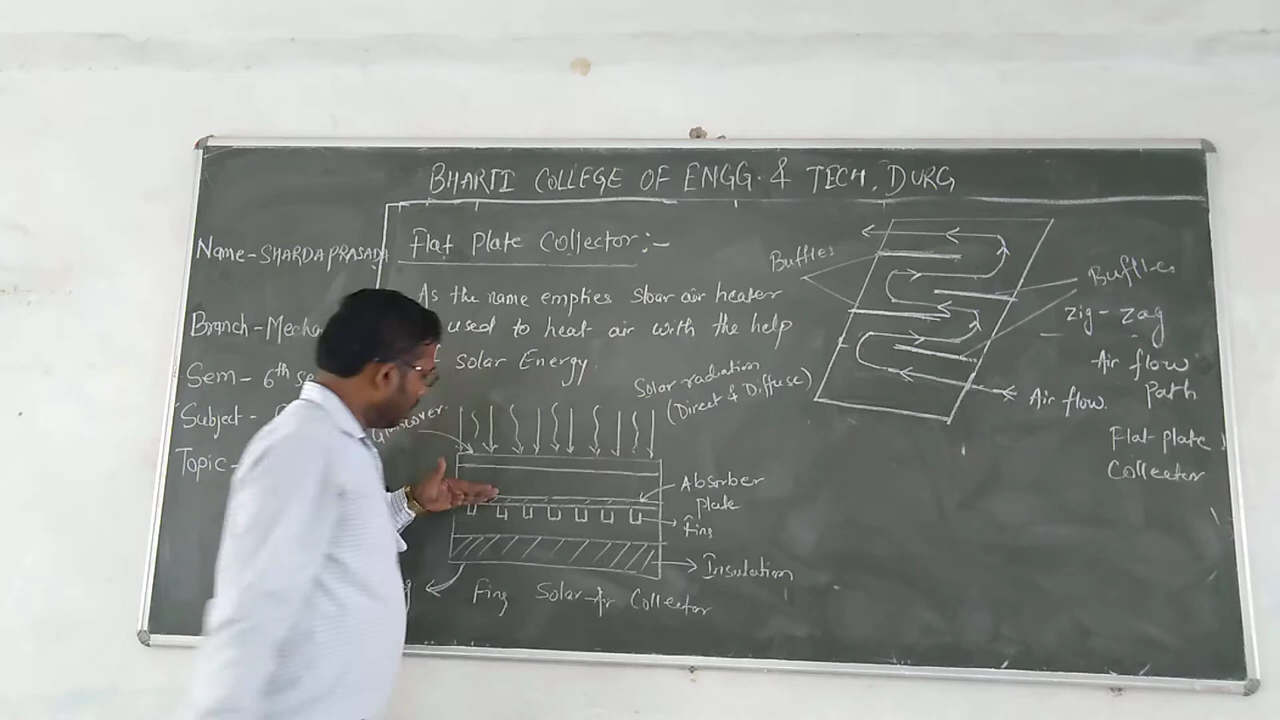 BHARTI COLLEGE OF ENGG. & TECH, DURG
Name - SHARDA PRASAD
Branch - Mecha
Sem - 6th se
Subject -
Topic -
Flat Plate Collector :-
As the name empties Solar air heater
used to heat air with the help
solar Energy.
Solar radiation
(Direct & Diffuse)
cover
Absorber
plate
Fins
Insulation
Fins Solar Air Collector
Buffles
Buffles
zig - zag
Air flow
Path
Air flow.
Flat-plate
Collector